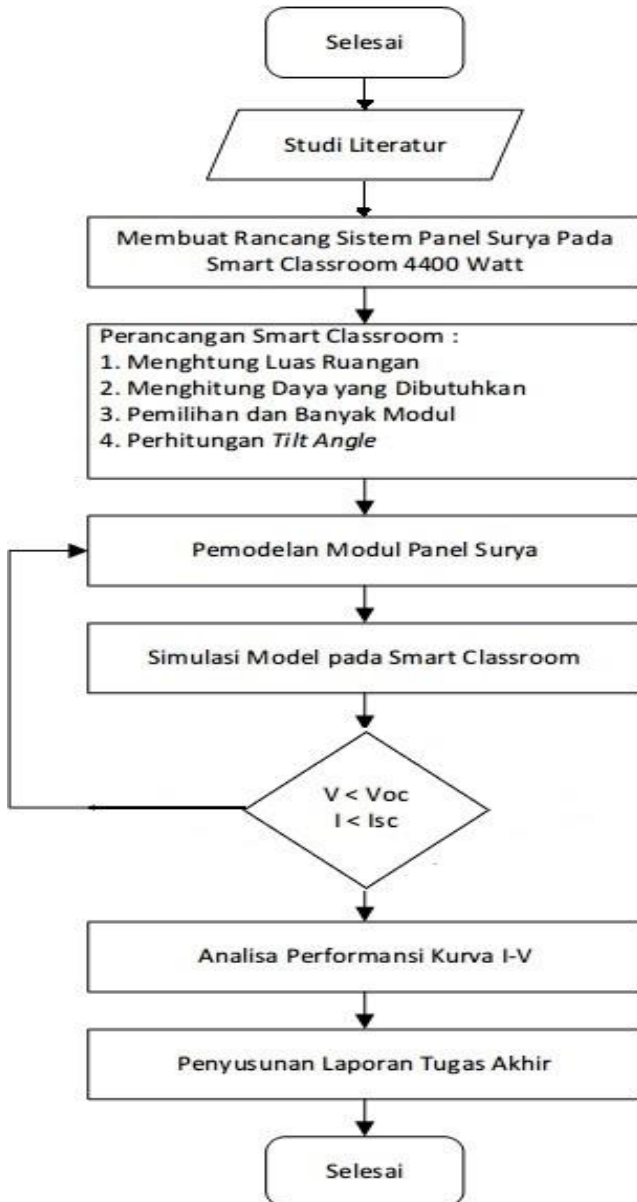 Selesai
Studi Literatur
Membuat Rancang Sistem Panel Surya Pada
Smart Classroom 4400 Watt
Perancangan Smart Classroom :
1. Menghtung Luas Ruangan
2. Menghitung Daya yang Dibutuhkan
3. Pemilihan dan Banyak Modul
4. Perhitungan Tilt Angle
Pemodelan Modul Panel Surya
Simulasi Model pada Smart Classroom
V < Voc
I < Isc
Analisa Performansi Kurva I-V
Penyusunan Laporan Tugas Akhir
Selesai